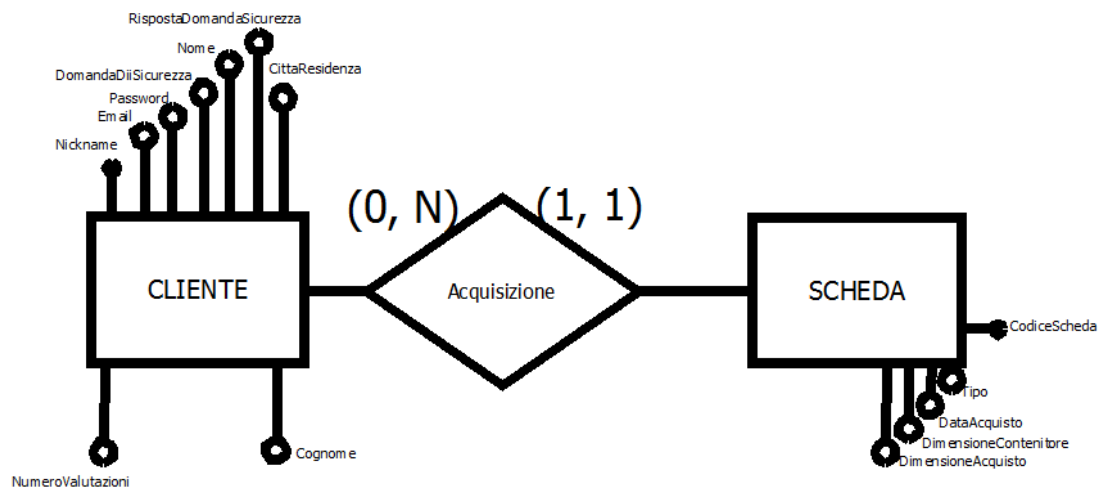 RispostaDomandaSicurezza
Nome
CittaResidenza
DomandaDiiSicurezza
Password
Email
Nickname
(0, N)
(1, 1)
CLIENTE
Acquisizione
SCHEDA
CodiceScheda
Tipo
DataAcquisto
DimensioneContenitore
DimensioneAcquisto
Cognome
NumeroValutazioni